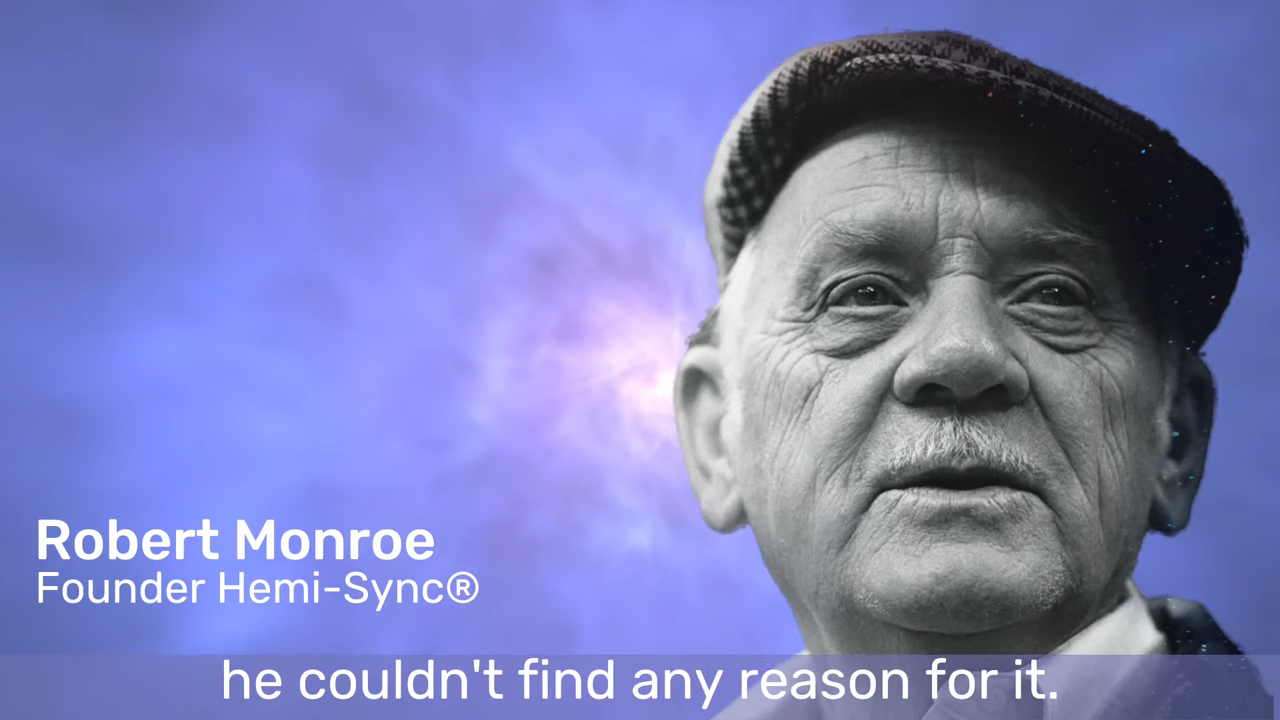 Robert Monroe
Founder Hemi-Sync®
he couldn't find any reason for it.